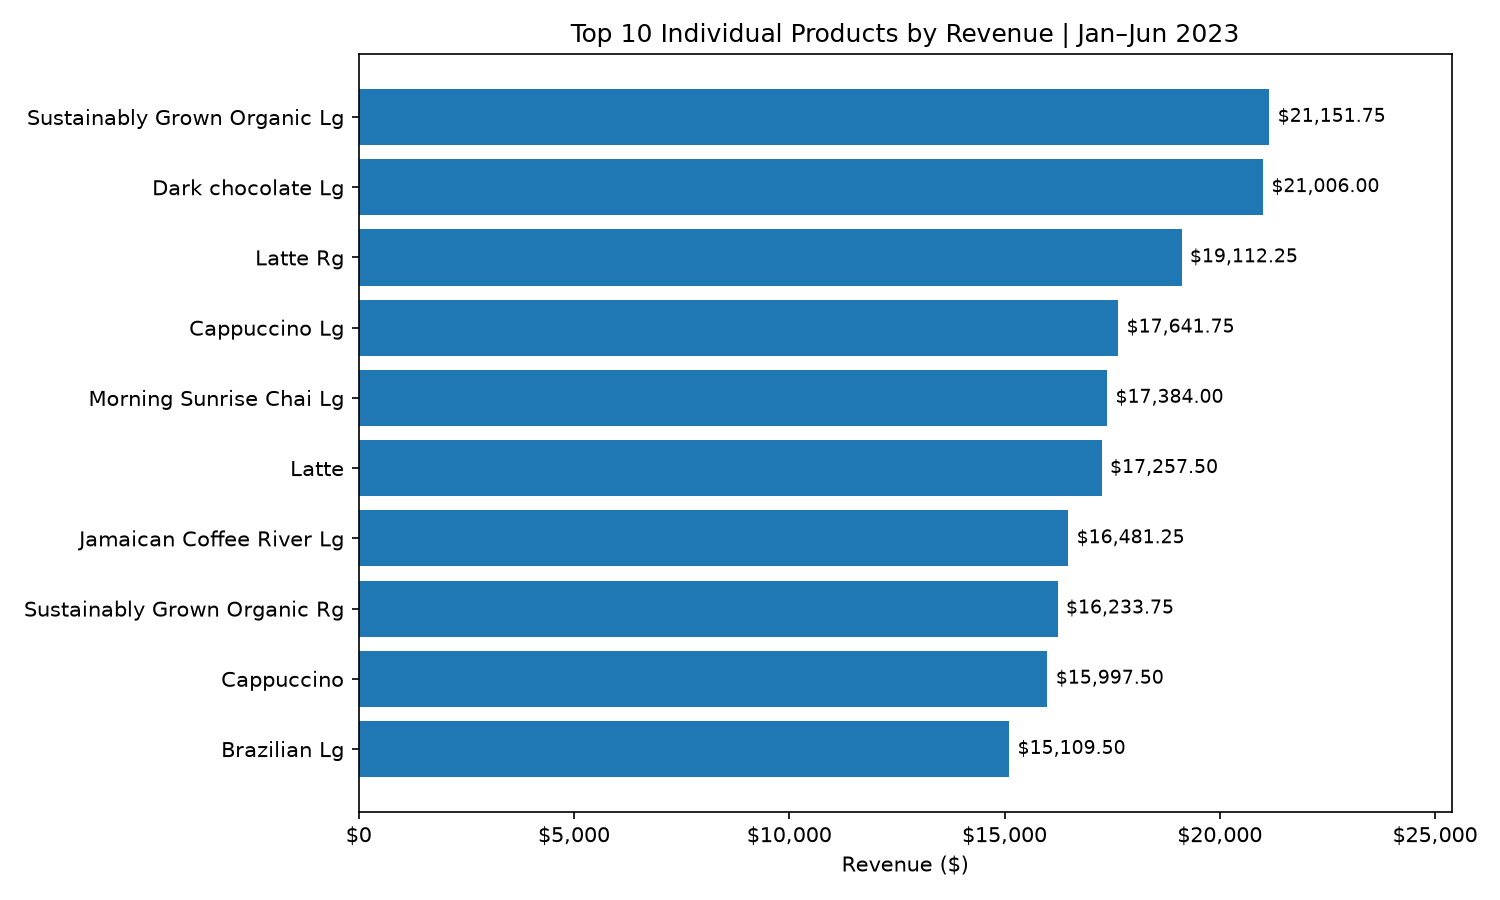 Top 10 Individual Products by Revenue | Jan–Jun 2023
Sustainably Grown Organic Lg $21,151.75
Dark chocolate Lg $21,006.00
Latte Rg $19,112.25
Cappuccino Lg $17,641.75
Morning Sunrise Chai Lg $17,384.00
Latte $17,257.50
Jamaican Coffee River Lg $16,481.25
Sustainably Grown Organic Rg $16,233.75
Cappuccino $15,997.50
Brazilian Lg $15,109.50
$0 $5,000 $10,000 $15,000 $20,000 $25,000
Revenue ($)